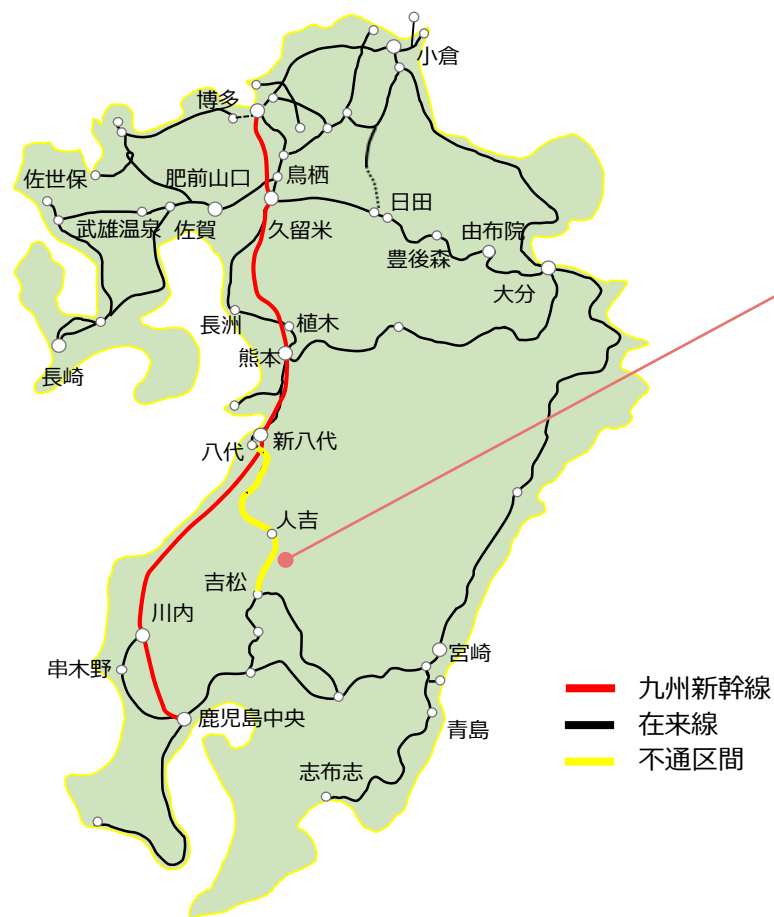 小倉
博多
佐世保
肥前山口
鳥栖
日田
武雄温泉
佐賀
久留米
由布院
豊後森
大分
長洲
植木
熊本
長崎
八代
新八代
人吉
吉松
川内
串木野
宮崎
鹿児島中央
青島
志布志
九州新幹線
在来線
不通区間